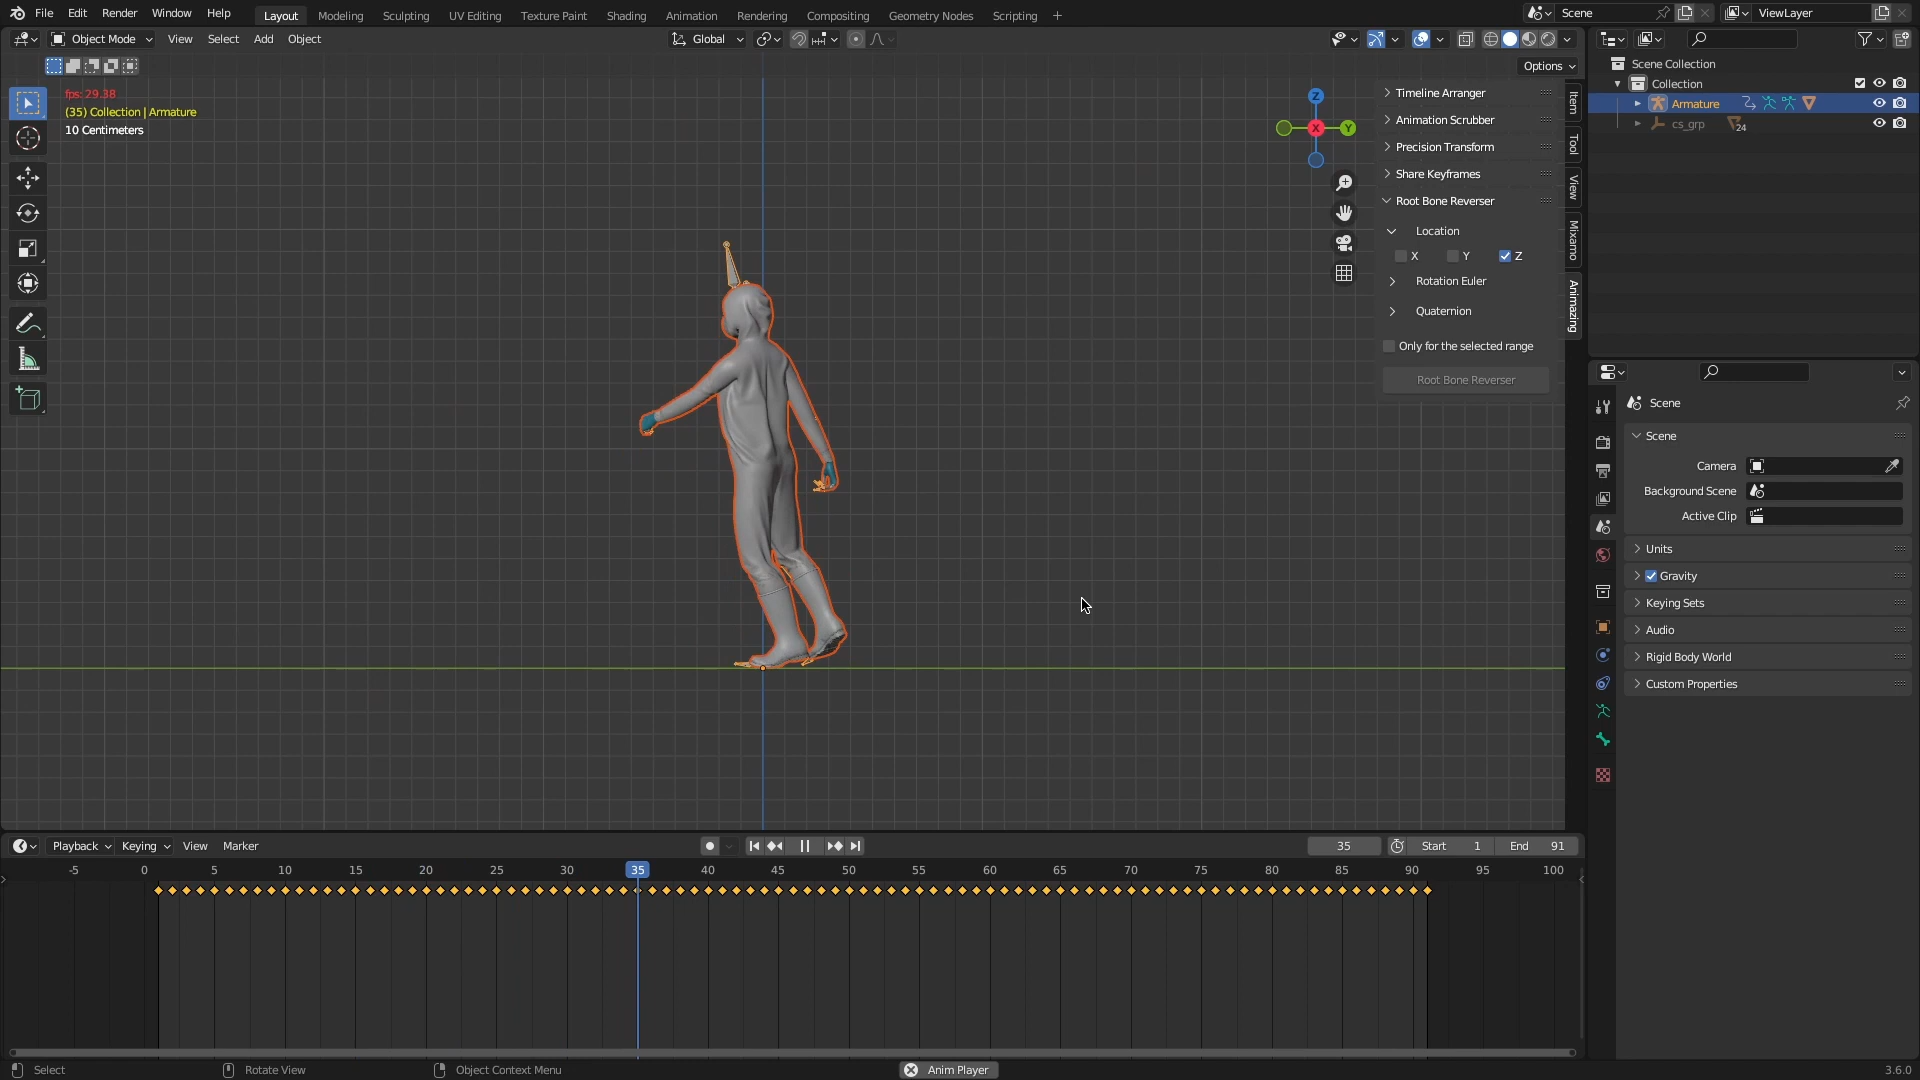 File Edit Render Window Help Layout Modeling Sculpting UV Editing Texture Paint Shading Animation Rendering Compositing Geometry Nodes Scripting + Scene ViewLayer
Object Mode View Select Add Object Global
Options
fps: 29.38
(35) Collection | Armature
10 Centimeters
Z
X Y
Timeline Arranger
Animation Scrubber
Precision Transform
Share Keyframes
Root Bone Reverser
Location
X Y Z
Rotation Euler
Quaternion
Only for the selected range
Root Bone Reverser
Item
Tool
View
Mixamo
Animazing
Scene Collection
Collection
Armature
cs_grp 24
Scene
Scene
Camera
Background Scene
Active Clip
Units
Gravity
Keying Sets
Audio
Rigid Body World
Custom Properties
Playback Keying View Marker 35 Start 1 End 91
-5 0 5 10 15 20 25 30 35 40 45 50 55 60 65 70 75 80 85 90 95 100
Select Rotate View Object Context Menu Anim Player 3.6.0